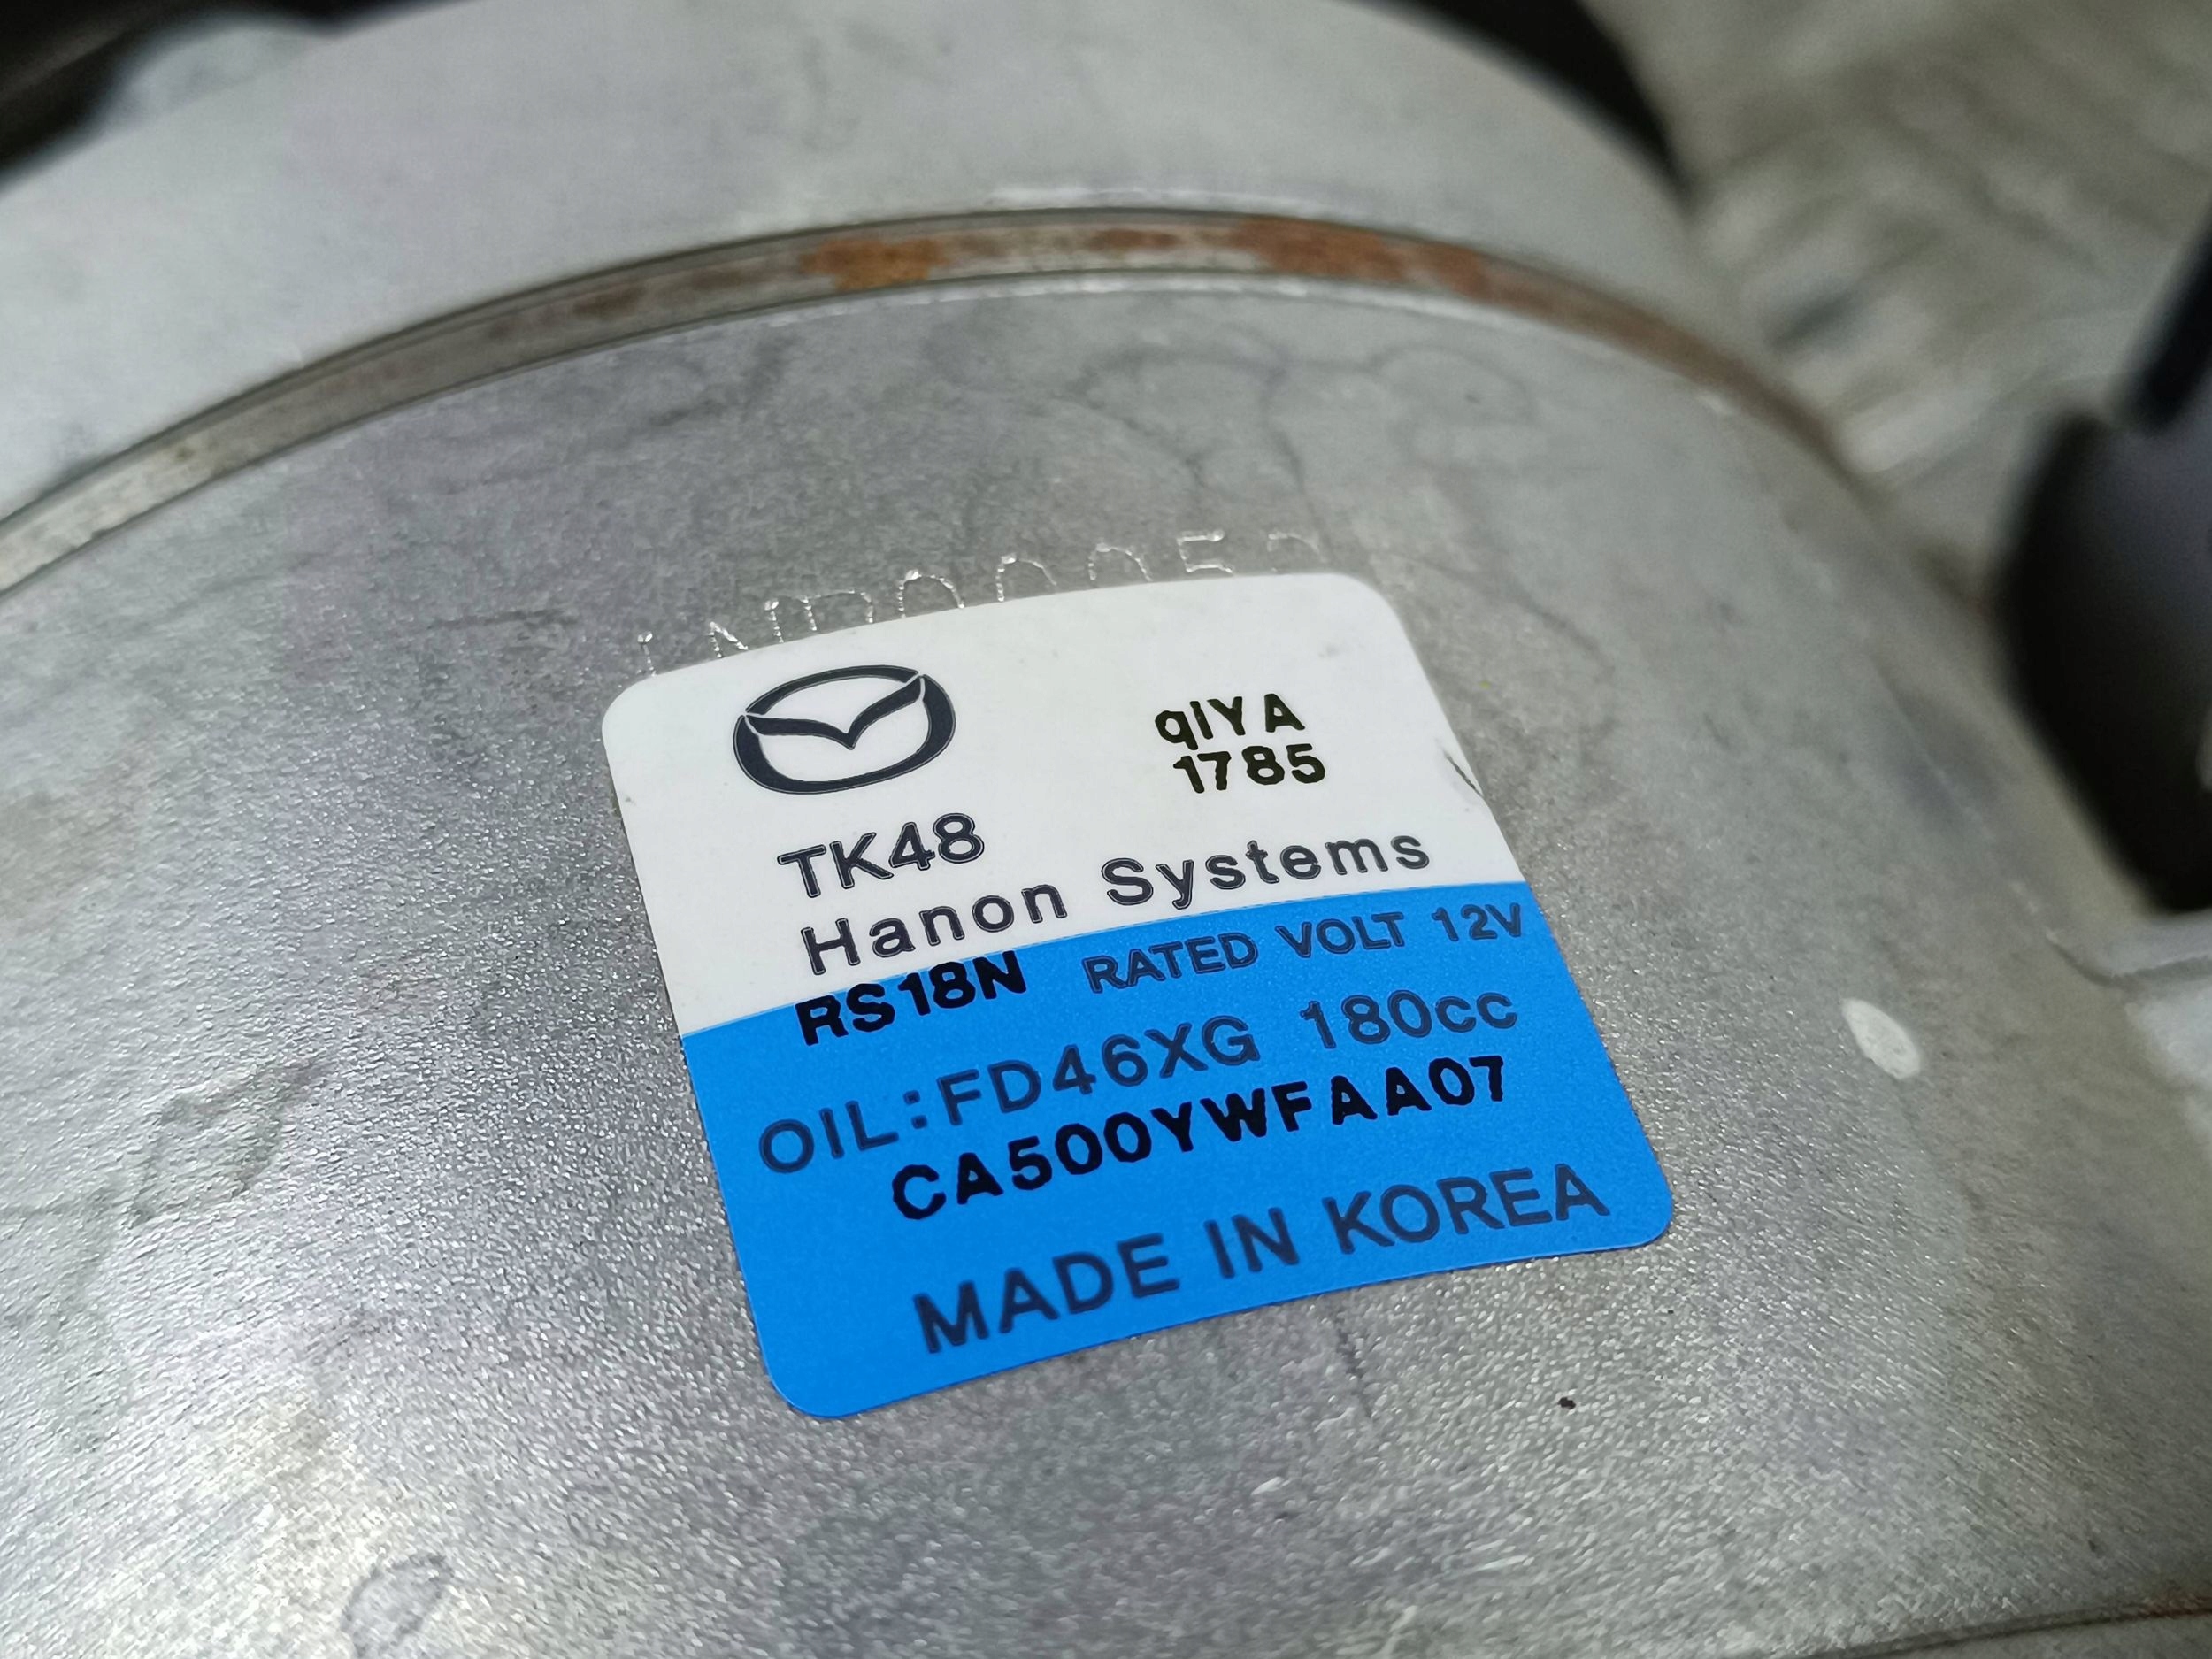 qIYA
1785
TK48
Hanon Systems
RS18N RATED VOLT 12V
OIL:FD46XG 180cc
CA500YWFAA07
MADE IN KOREA